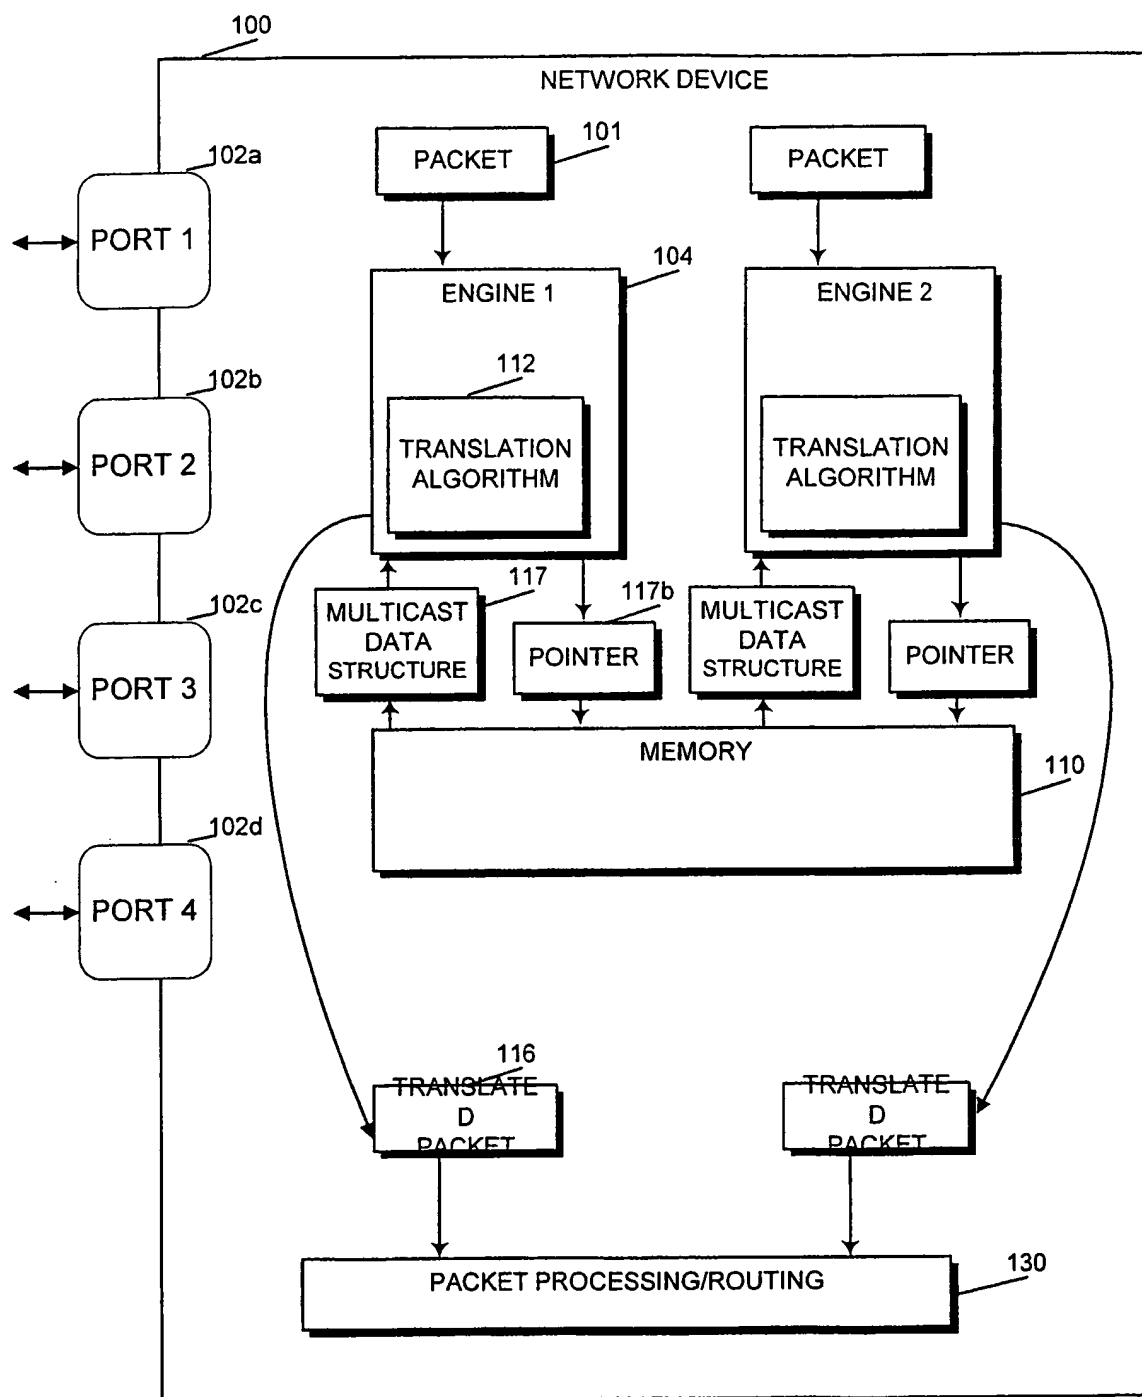 100
NETWORK DEVICE
102a
PORT 1
102b
PORT 2
102c
PORT 3
102d
PORT 4
PACKET
101
PACKET
ENGINE 1
104
ENGINE 2
112
TRANSLATION
ALGORITHM
TRANSLATION
ALGORITHM
MULTICAST
DATA
STRUCTURE
117
117b
POINTER
MULTICAST
DATA
STRUCTURE
POINTER
MEMORY
110
116
TRANSLATE
D
PACKET
TRANSLATE
D
PACKET
PACKET PROCESSING/ROUTING
130